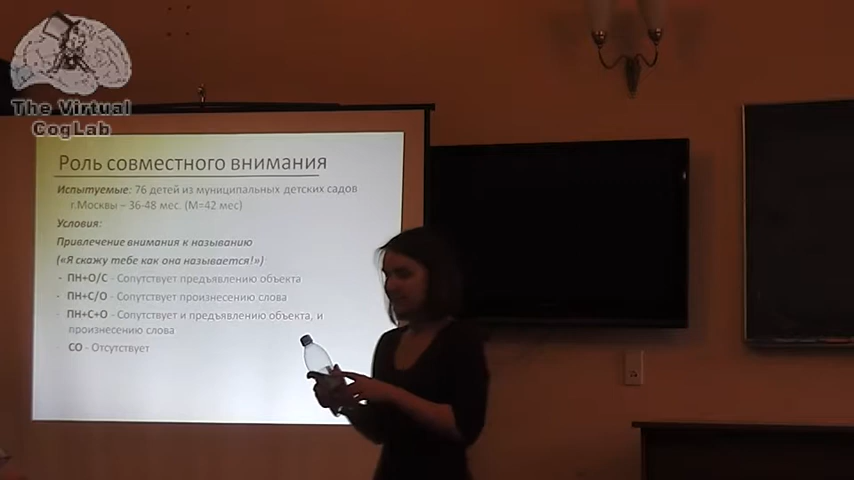 The Virtual
CogLab
Роль совместного внимания
Испытуемые: 76 детей из муниципальных детских садов
г.Москвы – 36-48 мес. (М=42 мес)
Условия:
Привлечение внимания к называнию
(«Я скажу тебе как она называется!»)
- ПН+О/С - Сопутствует предъявлению объекта
- ПН+С/О - Сопутствует произнесению слова
- ПН+С+О - Сопутствует и предъявлению объекта, и
произнесению слова
СО - Отсутствует